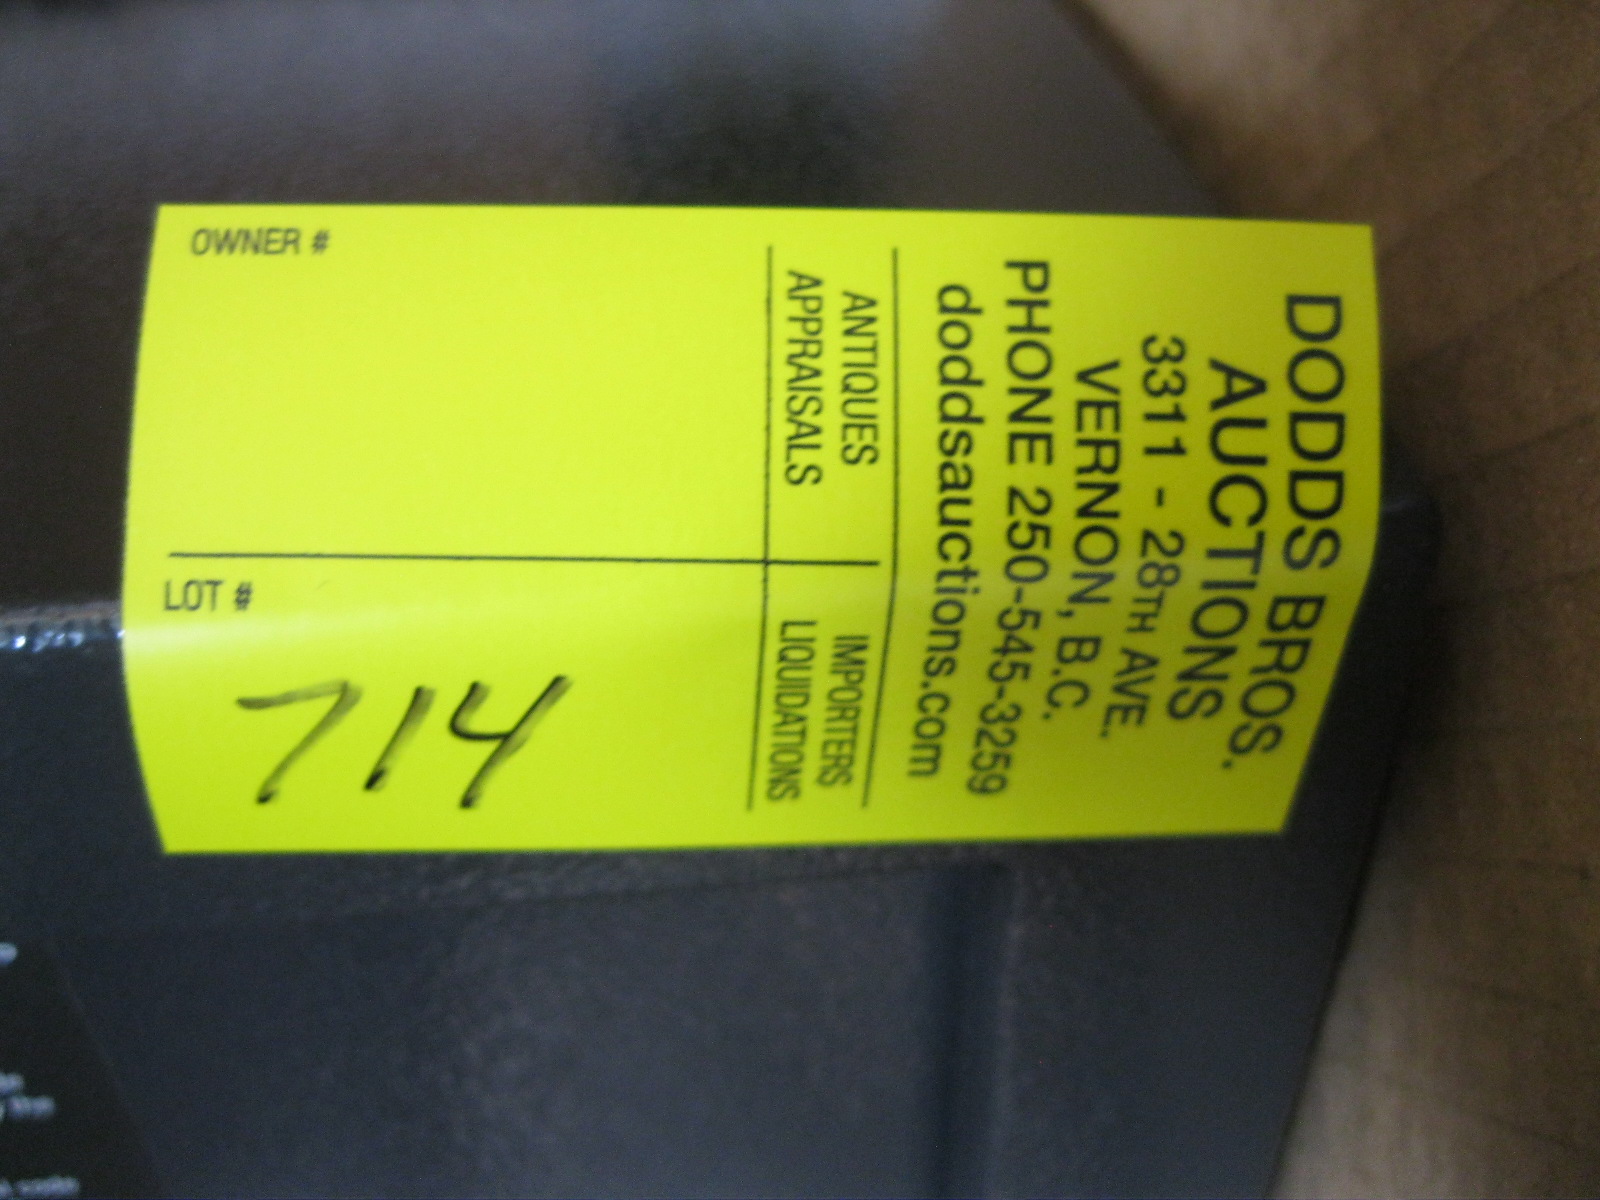 DODDS BROS.
AUCTIONS
3311 - 28TH AVE.
VERNON, B.C.
PHONE 250-545-3259
doddsauctions.com
ANTIQUES
APPRAISALS
IMPORTERS
LIQUIDATIONS
OWNER #
LOT #
714